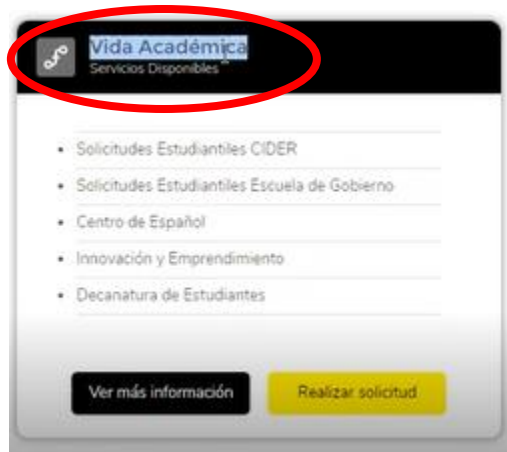 Vida Académica
Servicios Disponibles
Solicitudes Estudiantiles CIDER
Solicitudes Estudiantiles Escuela de Gobierno
Centro de Español
Innovación y Emprendimiento
Decanatura de Estudiantes
Ver más información
Realizar solicitud